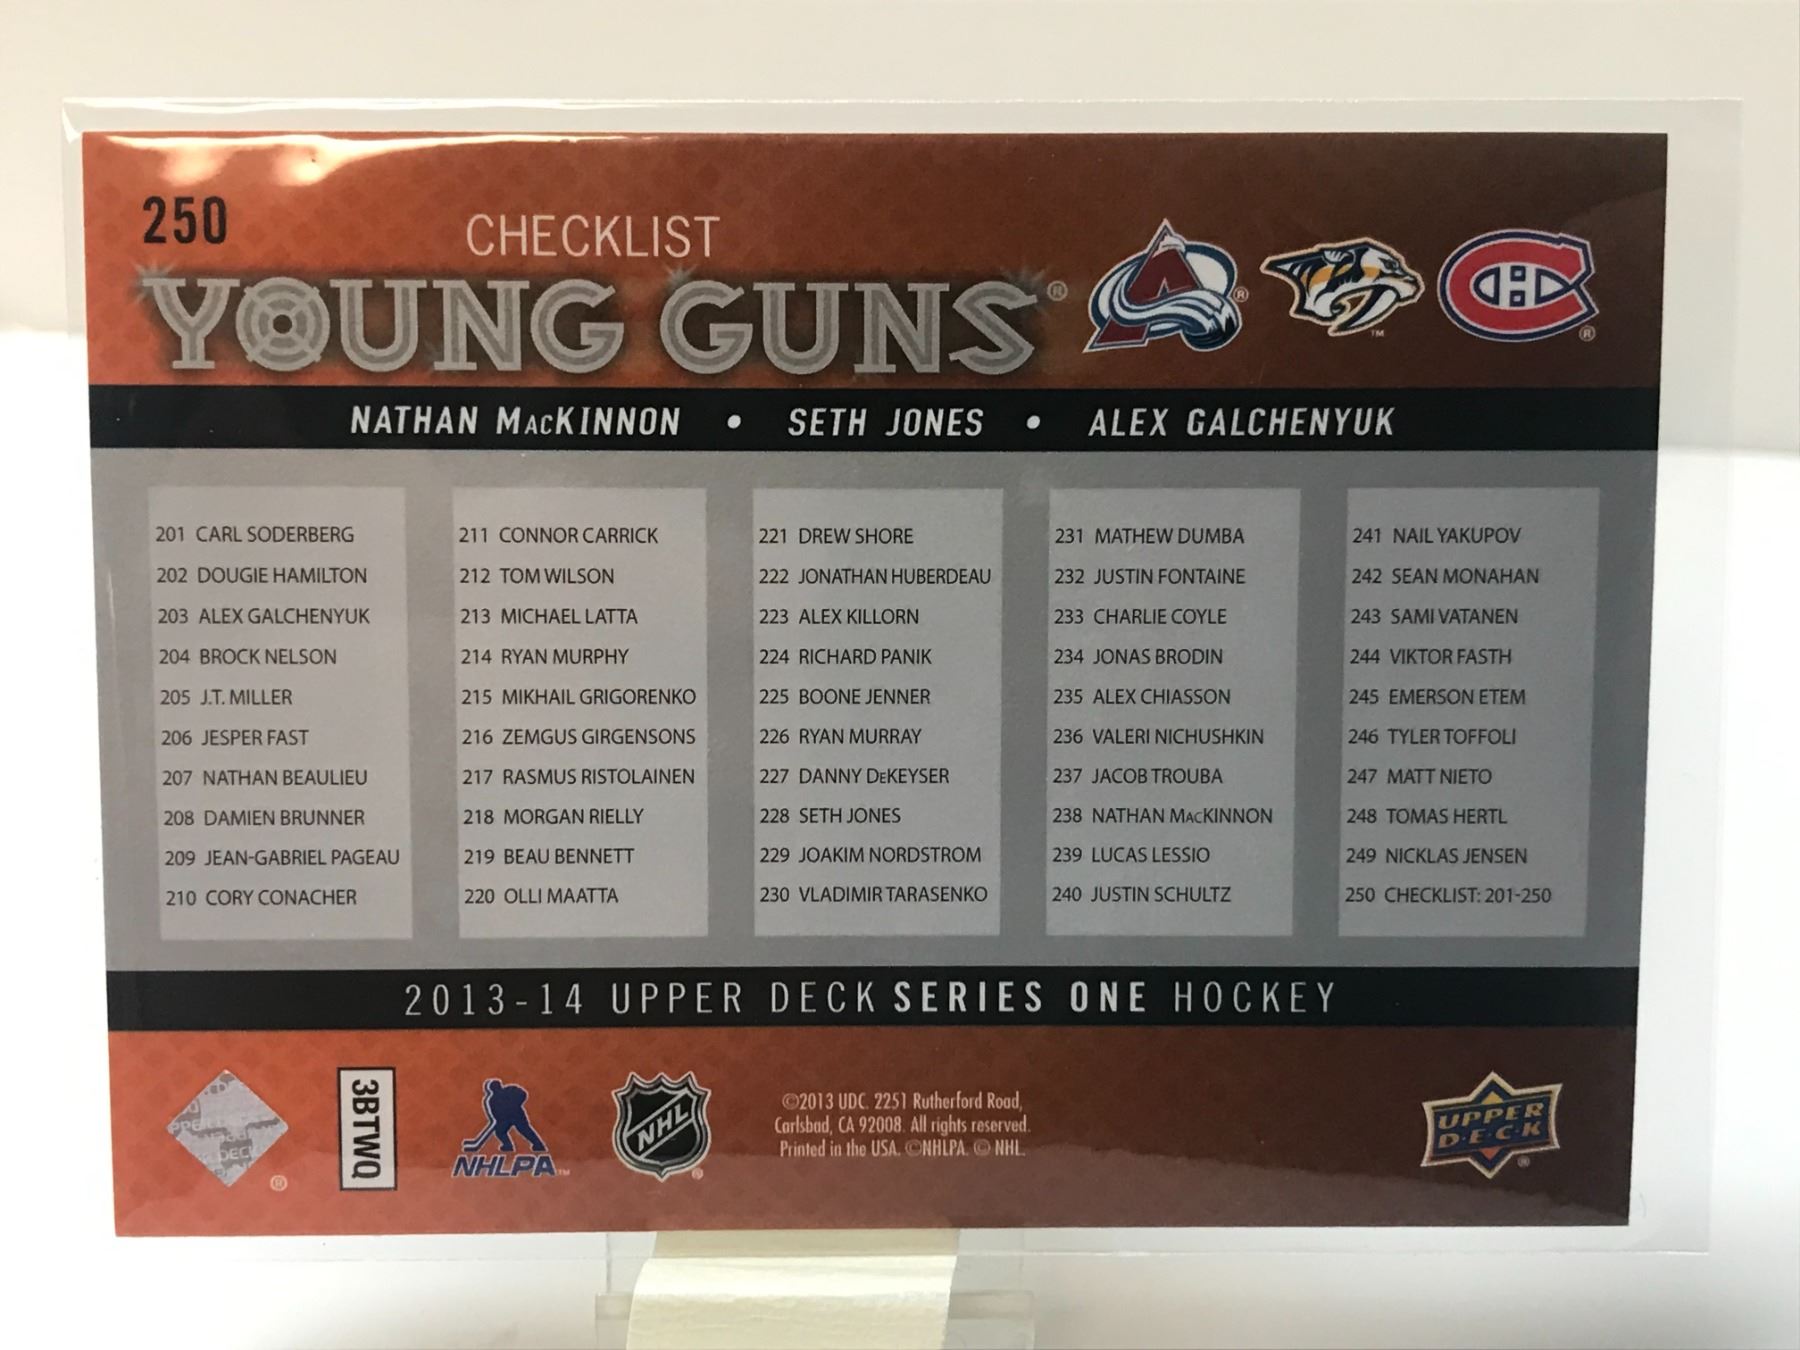 250
CHECKLIST
YOUNG GUNS®
NATHAN MACKINNON • SETH JONES • ALEX GALCHENYUK
201 CARL SODERBERG
202 DOUGIE HAMILTON
203 ALEX GALCHENYUK
204 BROCK NELSON
205 J.T. MILLER
206 JESPER FAST
207 NATHAN BEAULIEU
208 DAMIEN BRUNNER
209 JEAN-GABRIEL PAGEAU
210 CORY CONACHER
211 CONNOR CARRICK
212 TOM WILSON
213 MICHAEL LATTA
214 RYAN MURPHY
215 MIKHAIL GRIGORENKO
216 ZEMGUS GIRGENSONS
217 RASMUS RISTOLAINEN
218 MORGAN RIELLY
219 BEAU BENNETT
220 OLLI MAATTA
221 DREW SHORE
222 JONATHAN HUBERDEAU
223 ALEX KILLORN
224 RICHARD PANIK
225 BOONE JENNER
226 RYAN MURRAY
227 DANNY DEKEYSER
228 SETH JONES
229 JOAKIM NORDSTROM
230 VLADIMIR TARASENKO
231 MATHEW DUMBA
232 JUSTIN FONTAINE
233 CHARLIE COYLE
234 JONAS BRODIN
235 ALEX CHIASSON
236 VALERI NICHUSHKIN
237 JACOB TROUBA
238 NATHAN MACKINNON
239 LUCAS LESSIO
240 JUSTIN SCHULTZ
241 NAIL YAKUPOV
242 SEAN MONAHAN
243 SAMI VATANEN
244 VIKTOR FASTH
245 EMERSON ETEM
246 TYLER TOFFOLI
247 MATT NIETO
248 TOMAS HERTL
249 NICKLAS JENSEN
250 CHECKLIST: 201-250
2013-14 UPPER DECK SERIES ONE HOCKEY
3BTWQ
NHLPA™
NHL
©2013 UDC. 2251 Rutherford Road,
Carlsbad, CA 92008. All rights reserved.
Printed in the USA. ©NHLPA. © NHL.
UPPER
DECK